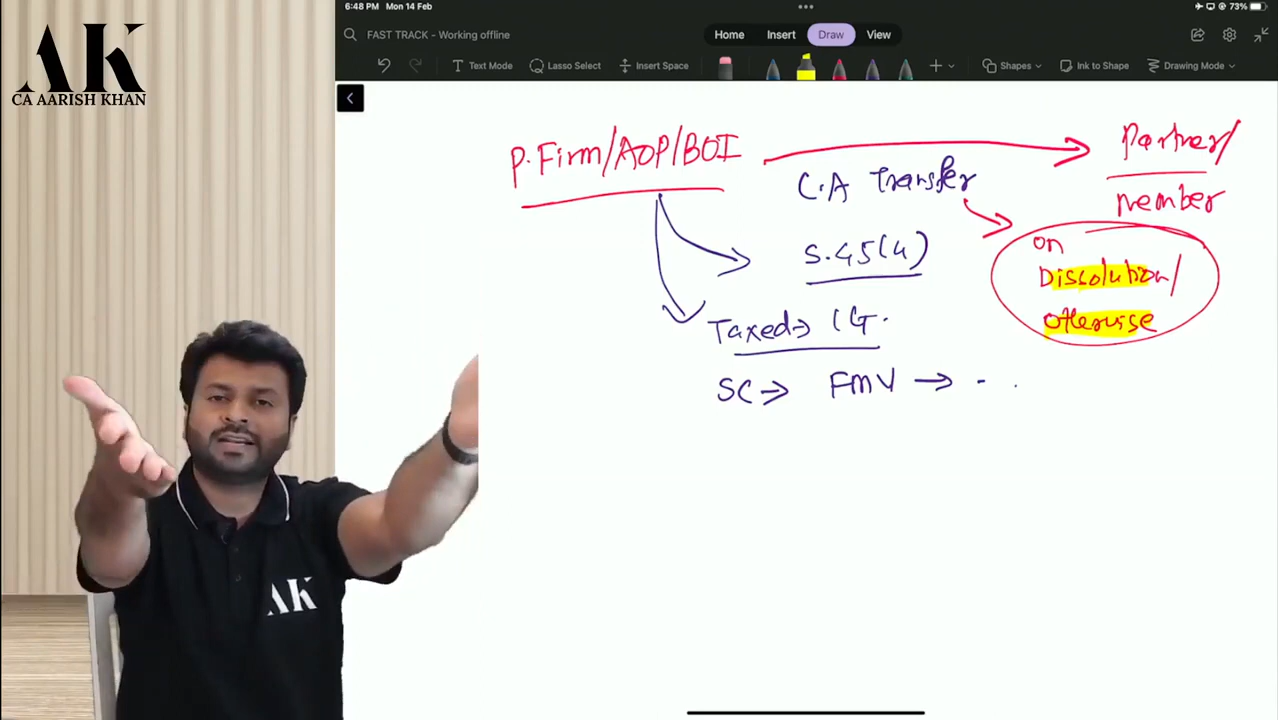 6:48 PM Mon 14 Feb
73%
AK
CA AARISH KHAN
FAST TRACK - Working offline
Home Insert Draw View
Text Mode Lasso Select Insert Space Shapes Ink to Shape Drawing Mode
P.Firm/AOP/BOI
Partner/
member
C.A Transfer
on
Dissolution/
otherwise
S.45(4)
Taxed→ CG.
SC → FMV →
AK